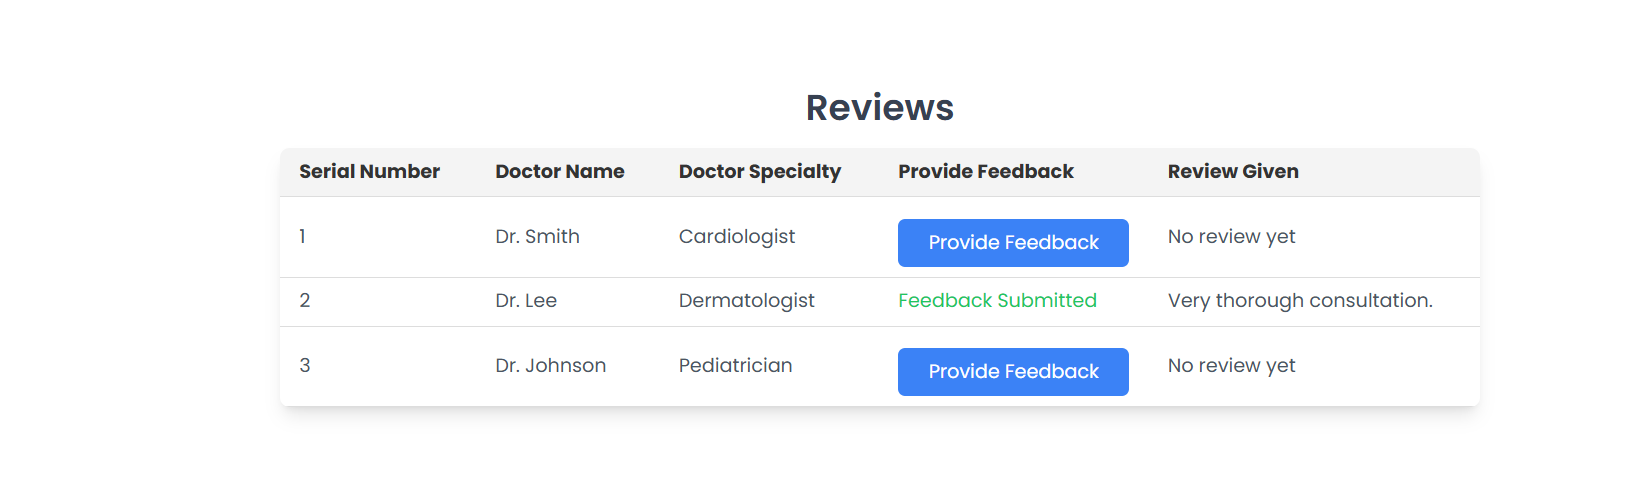 Reviews
Serial Number Doctor Name Doctor Specialty Provide Feedback Review Given
1 Dr. Smith Cardiologist Provide Feedback No review yet
2 Dr. Lee Dermatologist Feedback Submitted Very thorough consultation.
3 Dr. Johnson Pediatrician Provide Feedback No review yet